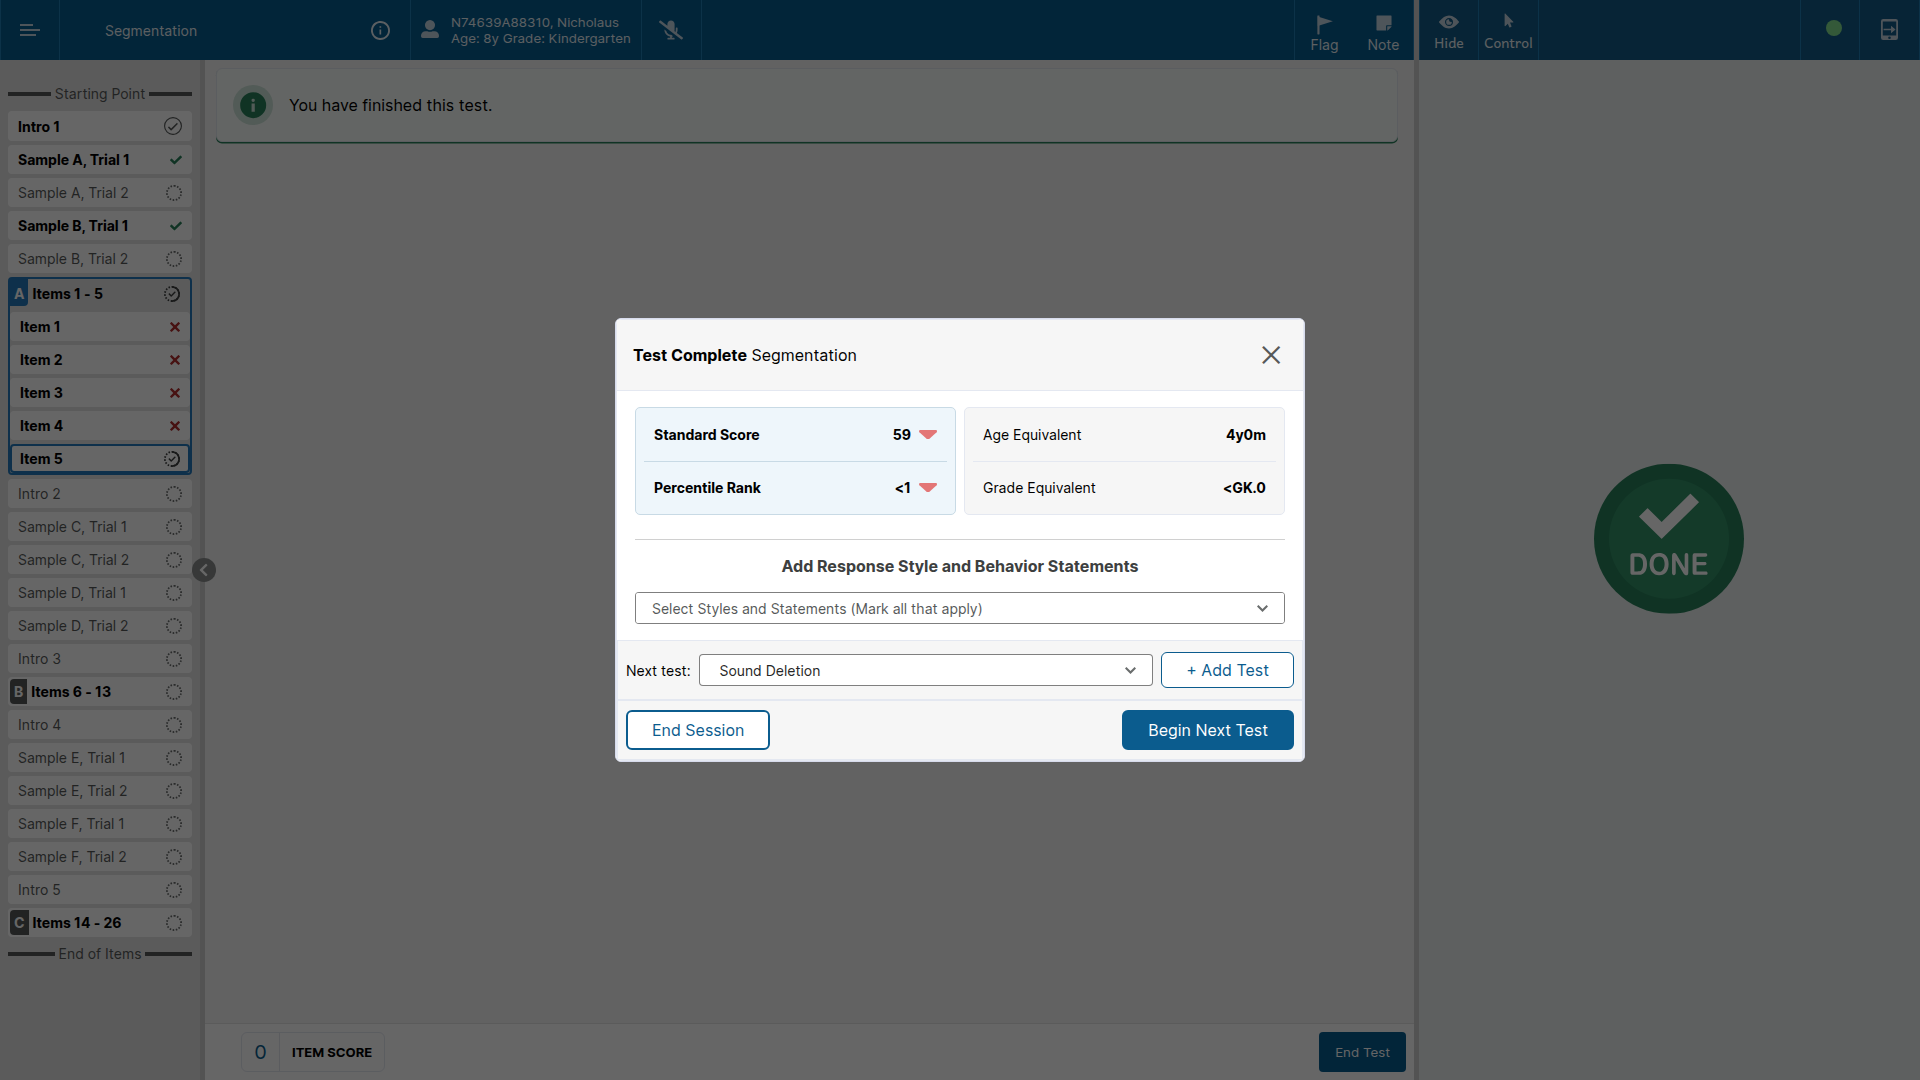 Segmentation
N74639A88310, Nicholaus
Age: 8y Grade: Kindergarten
Flag
Note
Hide
Control
Starting Point
Intro 1
Sample A, Trial 1
Sample A, Trial 2
Sample B, Trial 1
Sample B, Trial 2
A Items 1 - 5
Item 1
Item 2
Item 3
Item 4
Item 5
Intro 2
Sample C, Trial 1
Sample C, Trial 2
Sample D, Trial 1
Sample D, Trial 2
Intro 3
B Items 6 - 13
Intro 4
Sample E, Trial 1
Sample E, Trial 2
Sample F, Trial 1
Sample F, Trial 2
Intro 5
C Items 14 - 26
End of Items
You have finished this test.
Test Complete Segmentation
Standard Score 59
Percentile Rank <1
Age Equivalent 4y0m
Grade Equivalent <GK.0
Add Response Style and Behavior Statements
Select Styles and Statements (Mark all that apply)
Next test: Sound Deletion + Add Test
End Session Begin Next Test
DONE
0 ITEM SCORE
End Test